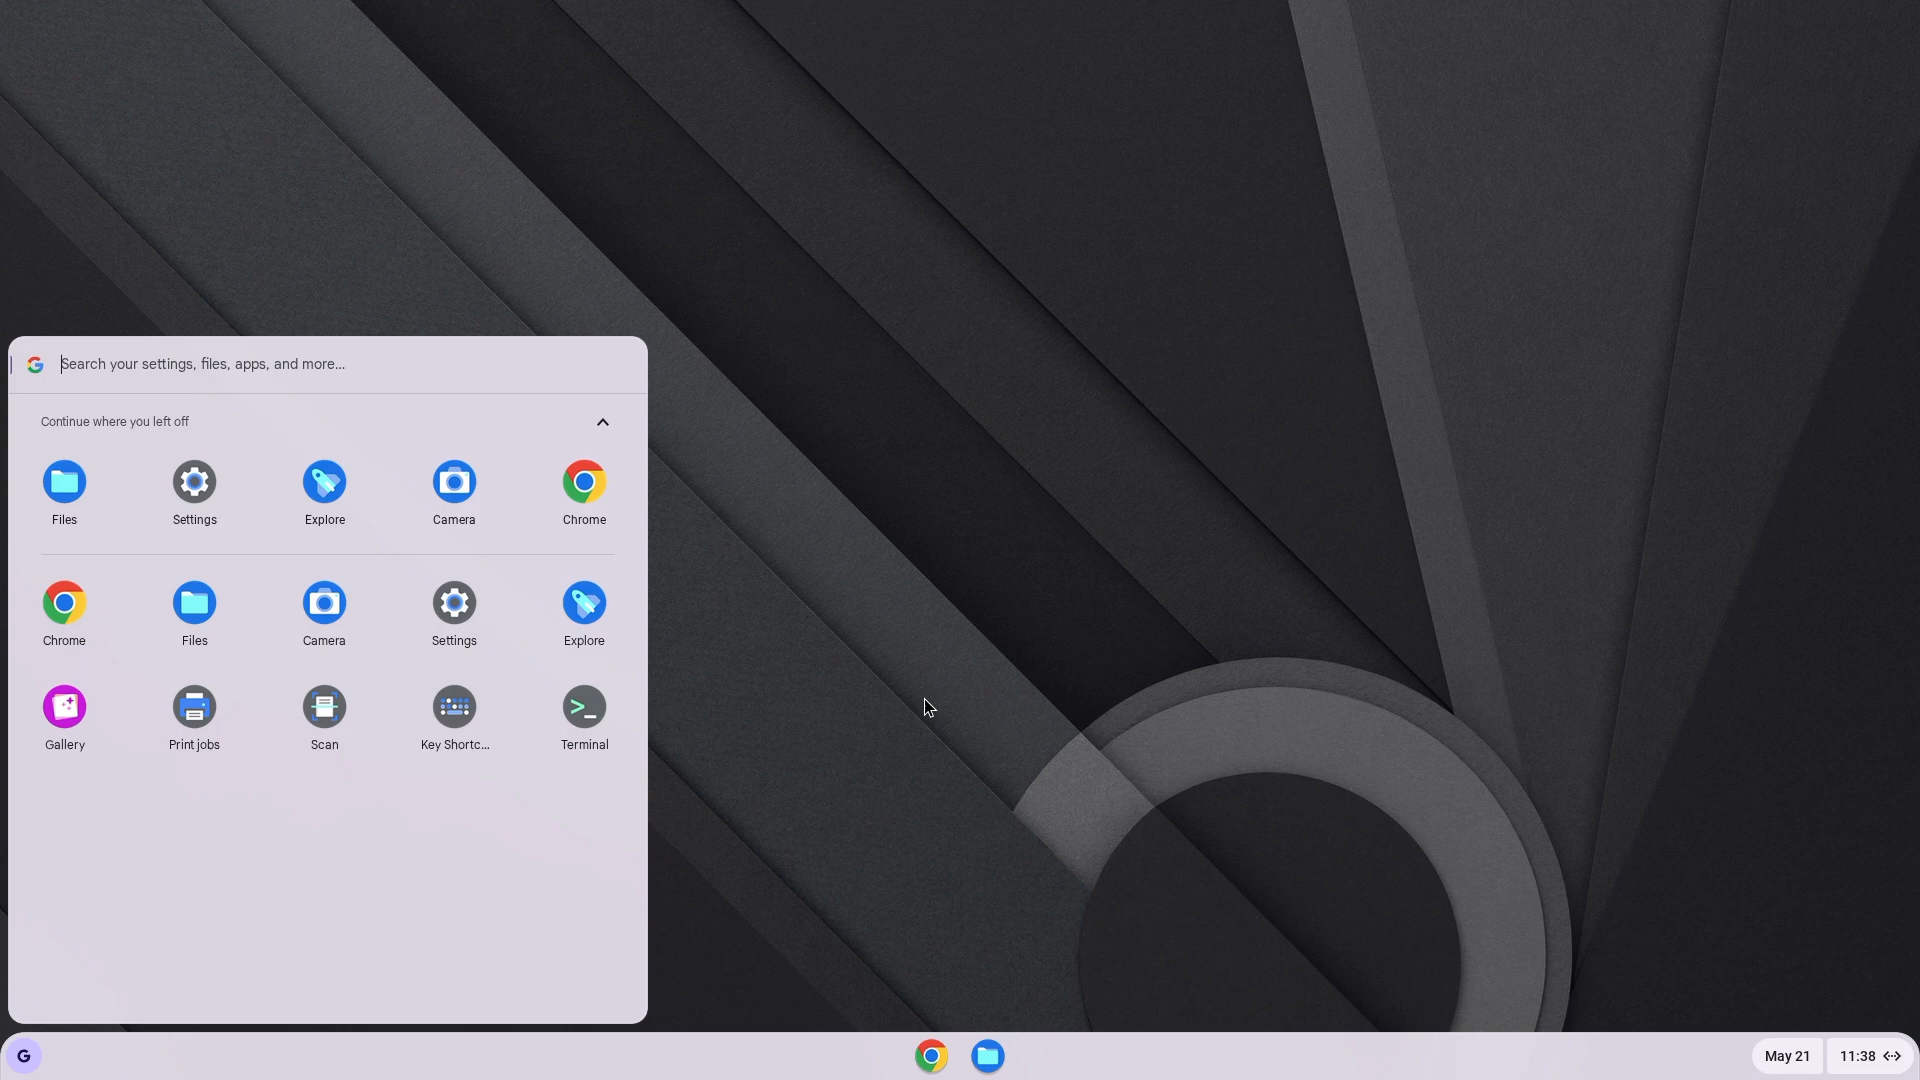 Search your settings, files, apps, and more...
Continue where you left off
Files Settings Explore Camera Chrome
Chrome Files Camera Settings Explore
Gallery Print jobs Scan Key Shortc... Terminal
G May 21 11:38